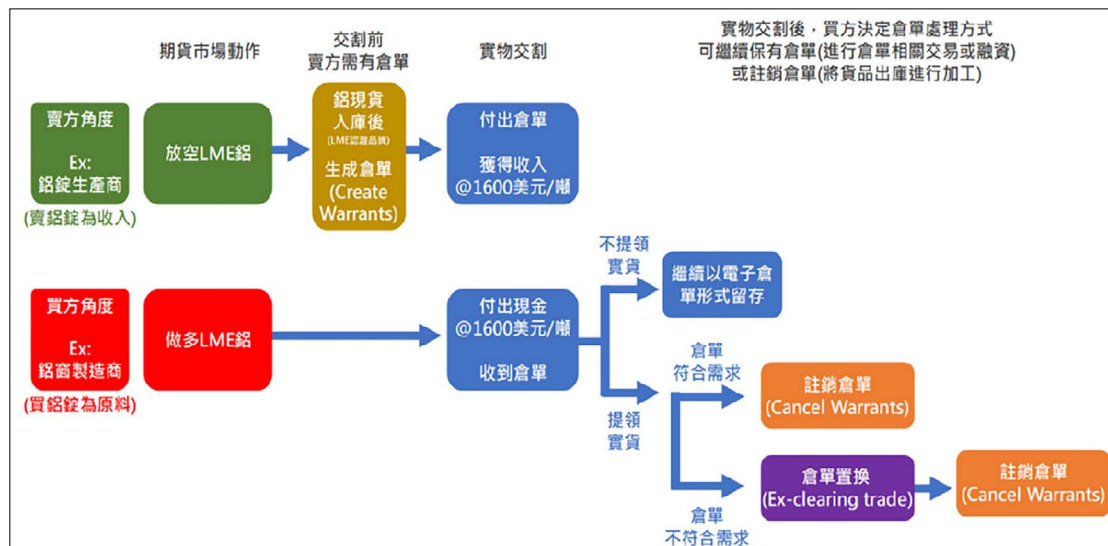 期貨市場動作
交割前
賣方需有倉單
實物交割
實物交割後，買方決定倉單處理方式
可繼續保有倉單(進行倉單相關交易或融資)
或註銷倉單(將貨品出庫進行加工)
賣方角度
Ex:
鋁錠生產商
(賣鋁錠為收入)
放空LME鋁
鋁現貨
入庫後
(LME認證品牌)
生成倉單
(Create
Warrants)
付出倉單
獲得收入
@1600美元/噸
買方角度
Ex:
鋁窗製造商
(買鋁錠為原料)
做多LME鋁
付出現金
@1600美元/噸
收到倉單
不提領
實貨
繼續以電子倉
單形式留存
提領
實貨
倉單
符合需求
註銷倉單
(Cancel Warrants)
倉單
不符合需求
倉單置換
(Ex-clearing trade)
註銷倉單
(Cancel Warrants)